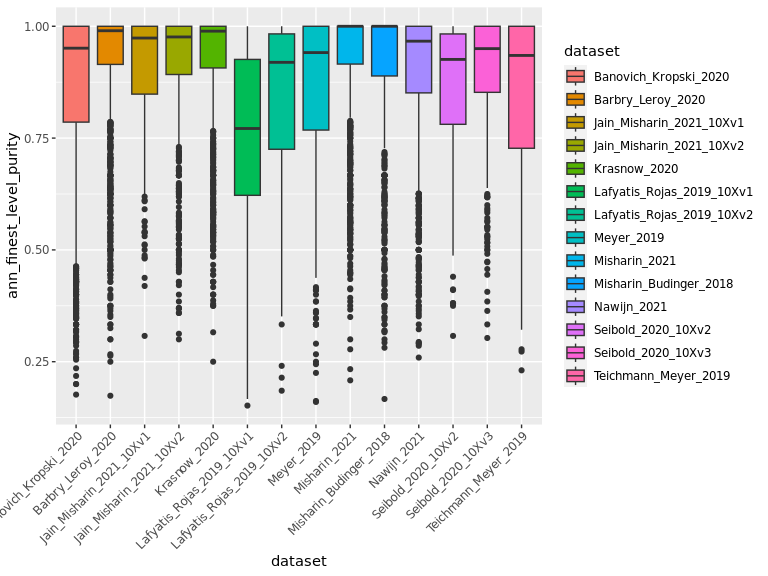 1.00
0.75
0.50
0.25
ann_finest_level_purity
ovich_Kropski_2020
Barbry_Leroy_2020
Jain_Misharin_2021_10Xv1
Jain_Misharin_2021_10Xv2
Krasnow_2020
Lafyatis_Rojas_2019_10Xv1
Lafyatis_Rojas_2019_10Xv2
Meyer_2019
Misharin_2021
Misharin_Budinger_2018
Nawijn_2021
Seibold_2020_10Xv2
Seibold_2020_10Xv3
Teichmann_Meyer_2019
dataset
dataset
Banovich_Kropski_2020
Barbry_Leroy_2020
Jain_Misharin_2021_10Xv1
Jain_Misharin_2021_10Xv2
Krasnow_2020
Lafyatis_Rojas_2019_10Xv1
Lafyatis_Rojas_2019_10Xv2
Meyer_2019
Misharin_2021
Misharin_Budinger_2018
Nawijn_2021
Seibold_2020_10Xv2
Seibold_2020_10Xv3
Teichmann_Meyer_2019